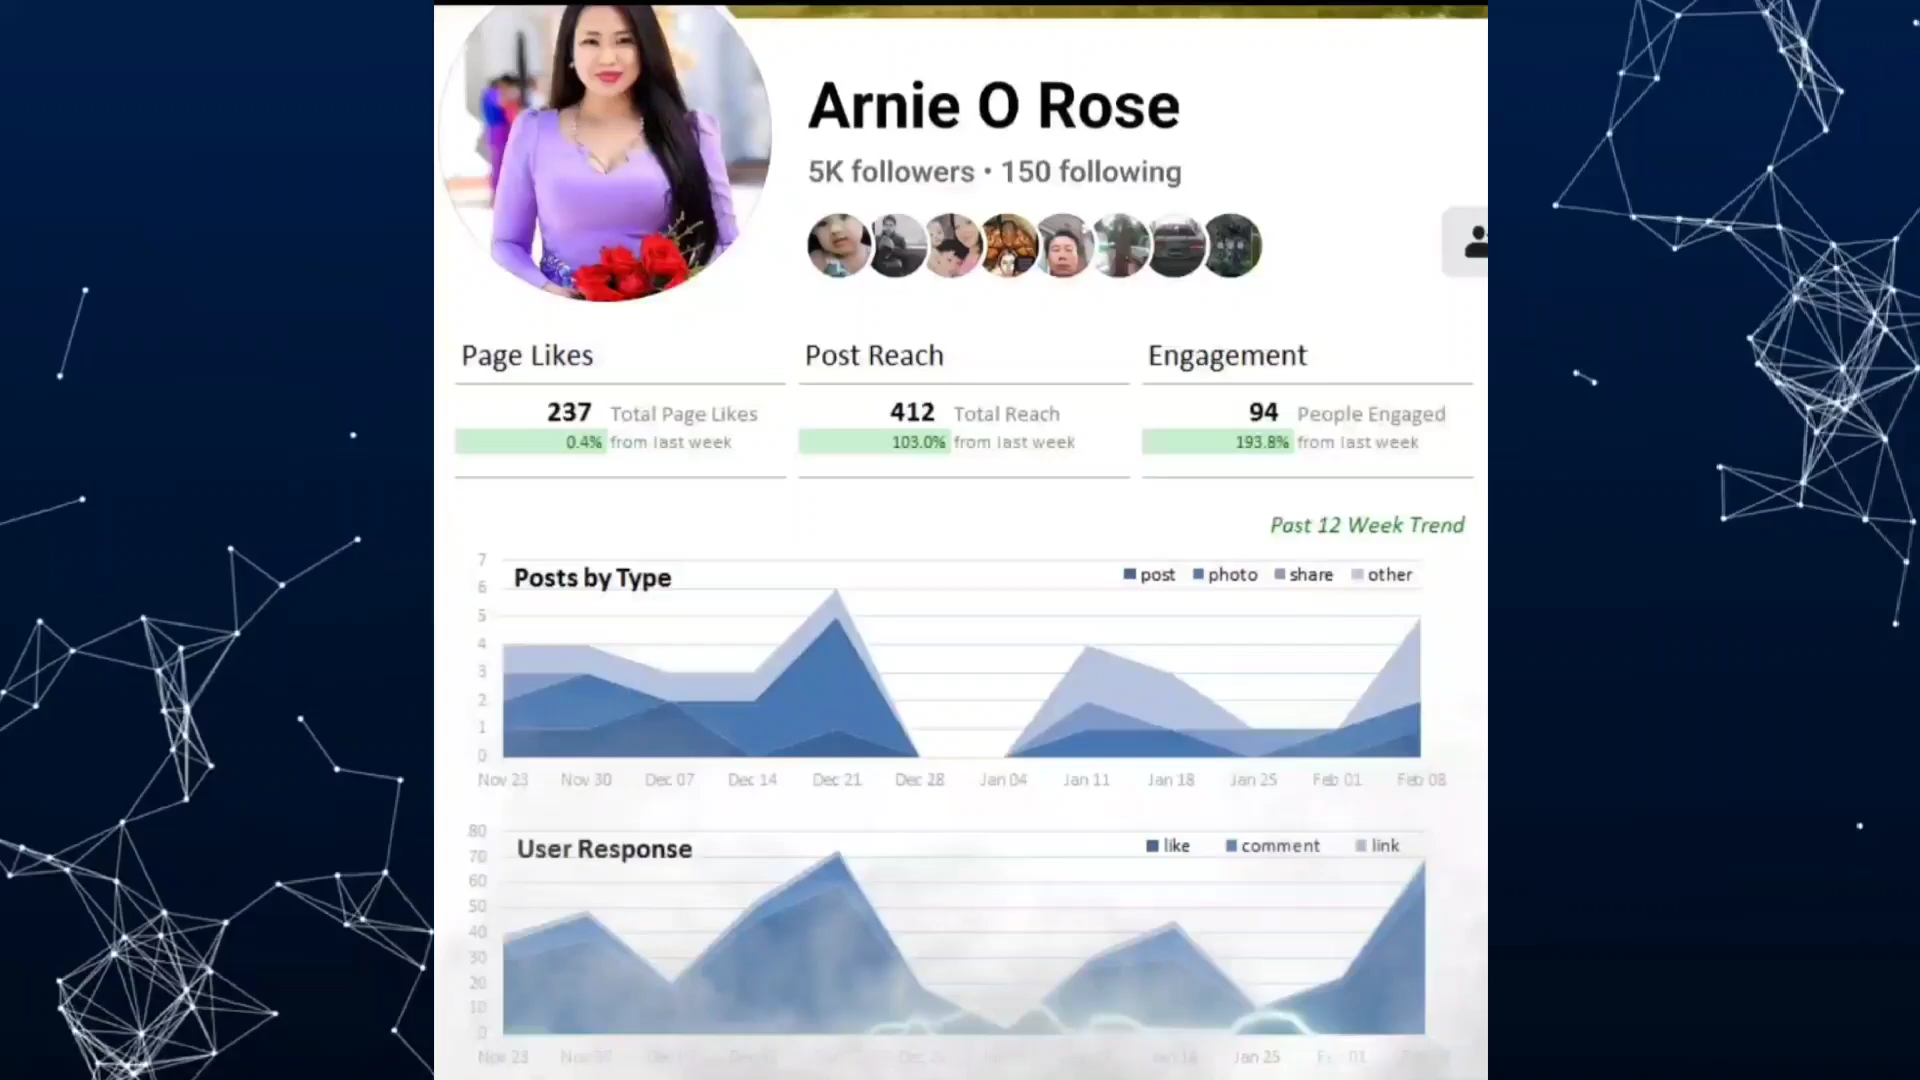 Arnie O Rose
5K followers • 150 following
Page Likes
Post Reach
Engagement
237 Total Page Likes
412 Total Reach
94 People Engaged
0.4% from last week
103.0% from last week
193.8% from last week
Past 12 Week Trend
7
Posts by Type
post photo share other
6
5
4
3
2
1
0
Nov 23 Nov 30 Dec 07 Dec 14 Dec 21 Dec 28 Jan 04 Jan 11 Jan 18 Jan 25 Feb 01 Feb 08
80
User Response
like comment link
70
60
50
40
30
20
10
0
Nov 23 Jan 25